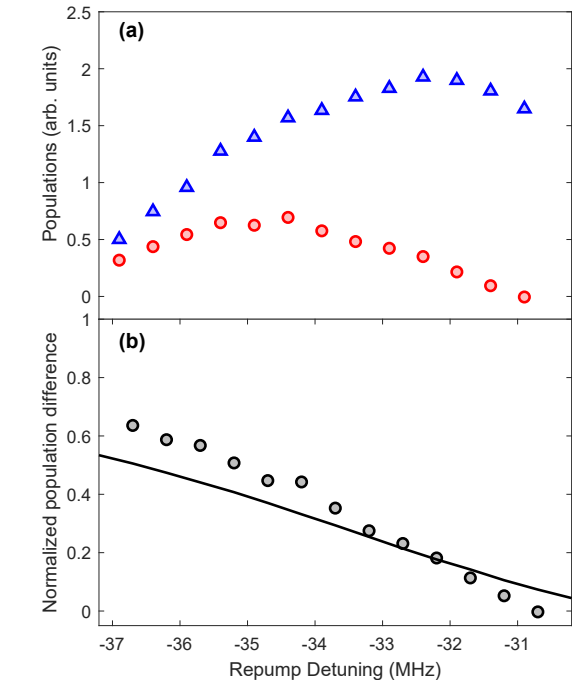 (a)
Populations (arb. units)
2.5
2
1.5
1
0.5
0
(b)
Normalized population difference
1
0.8
0.6
0.4
0.2
0
-37 -36 -35 -34 -33 -32 -31
Repump Detuning (MHz)